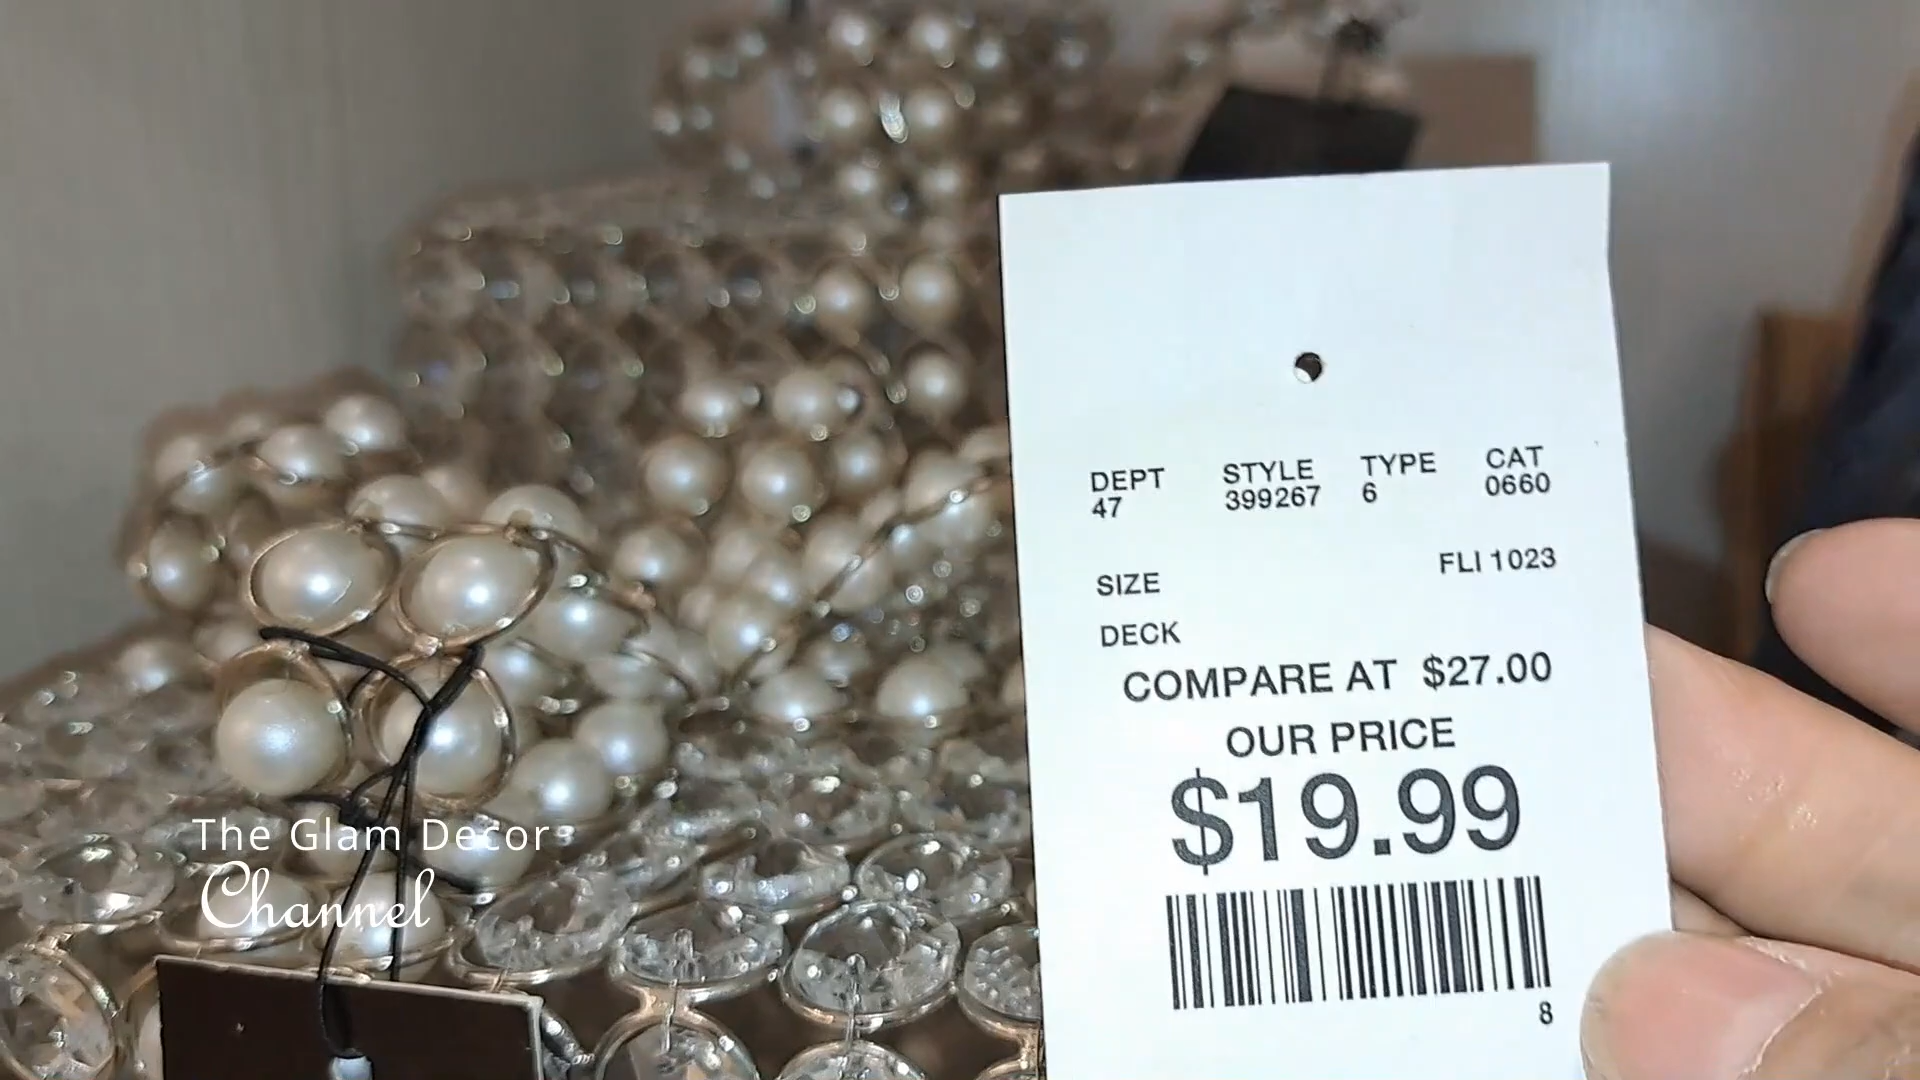 DEPT STYLE TYPE CAT
47 399267 6 0660
FLI 1023
SIZE
DECK
COMPARE AT $27.00
OUR PRICE
$19.99
8
The Glam Decor
Channel